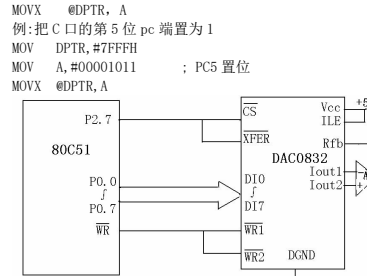 MOVX @DPTR，A
例:把 C 口的第 5 位 pc 端置为 1
MOV DPTR,#7FFFH
MOV A,#00001011 ; PC5 置位
MOVX @DPTR,A
80C51
P2.7
P0.0
∫
P0.7
WR
CS
XFER
DI0
∫
DI7
WR1
WR2
DAC0832
Vcc
ILE
Rfb
Iout1
Iout2
DGND
+5
A
+